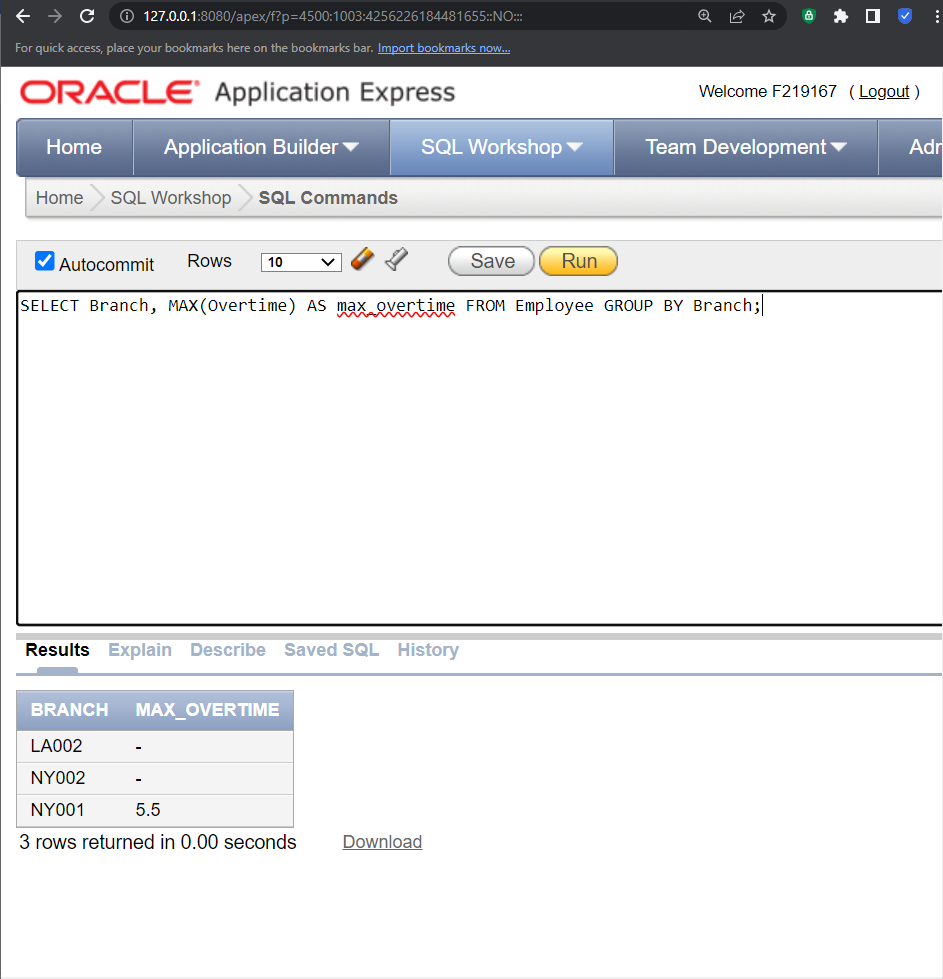 127.0.0.1:8080/apex/f?p=4500:1003:4256226184481655::NO:::
For quick access, place your bookmarks here on the bookmarks bar. Import bookmarks now...
ORACLE® Application Express
Welcome F219167 ( Logout )
Home Application Builder SQL Workshop Team Development Adr
Home SQL Workshop SQL Commands
Autocommit Rows 10 Save Run
SELECT Branch, MAX(Overtime) AS max_overtime FROM Employee GROUP BY Branch;
Results Explain Describe Saved SQL History
BRANCH MAX_OVERTIME
LA002 -
NY002 -
NY001 5.5
3 rows returned in 0.00 seconds Download